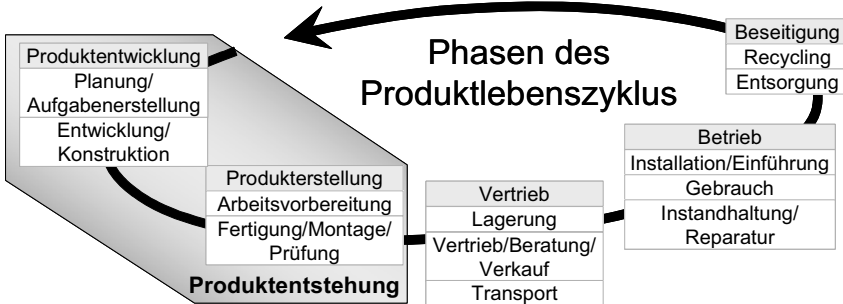 Phasen des
Produktlebenszyklus
Produktentwicklung
Planung/
Aufgabenerstellung
Entwicklung/
Konstruktion
Produkterstellung
Arbeitsvorbereitung
Fertigung/Montage/
Prüfung
Produktentstehung
Vertrieb
Lagerung
Vertrieb/Beratung/
Verkauf
Transport
Betrieb
Installation/Einführung
Gebrauch
Instandhaltung/
Reparatur
Beseitigung
Recycling
Entsorgung